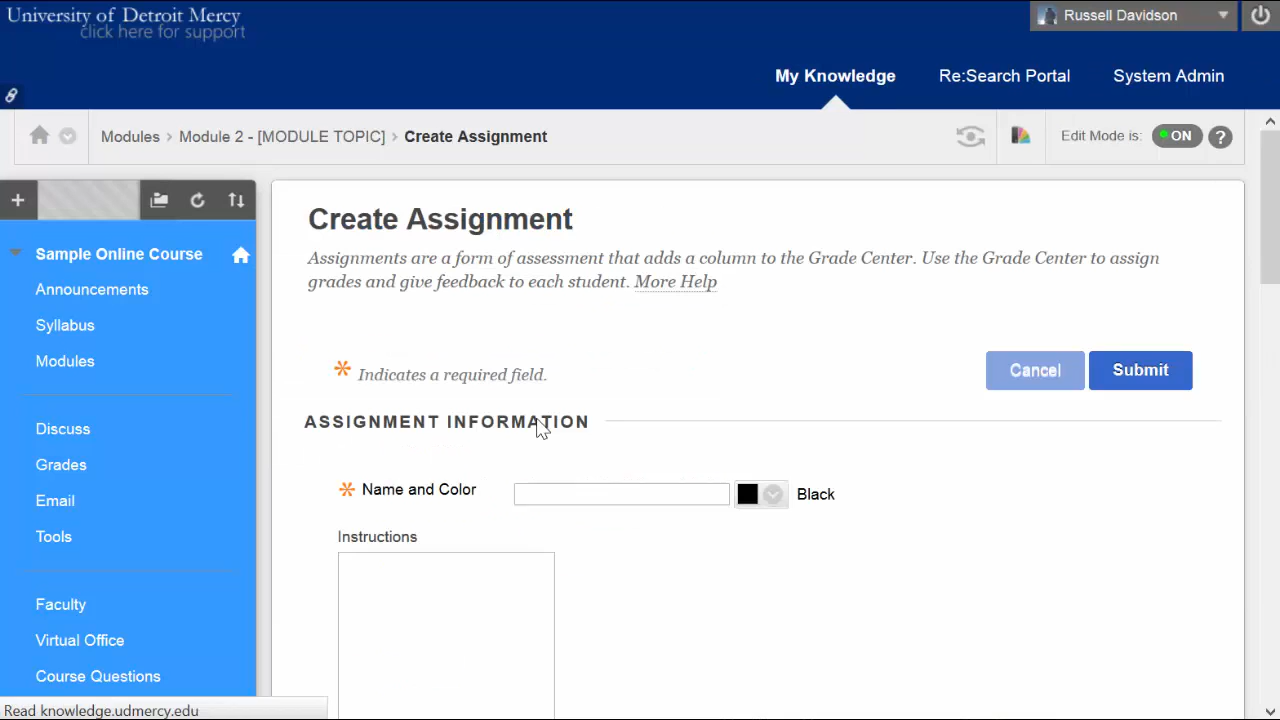 University of Detroit Mercy
click here for support
Russell Davidson
My Knowledge
Re:Search Portal
System Admin
Modules > Module 2 - [MODULE TOPIC] > Create Assignment
Edit Mode is: ON ?
Sample Online Course
Announcements
Syllabus
Modules
Discuss
Grades
Email
Tools
Faculty
Virtual Office
Course Questions
Create Assignment
Assignments are a form of assessment that adds a column to the Grade Center. Use the Grade Center to assign
grades and give feedback to each student. More Help
* Indicates a required field.
Cancel
Submit
ASSIGNMENT INFORMATION
* Name and Color
Black
Instructions
Read knowledge.udmercy.edu